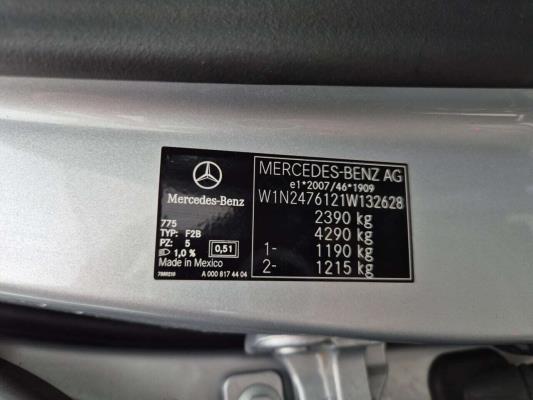 Mercedes-Benz
775
TYP: F2B
PZ: 5
1,0 %
0,51
Made in Mexico
A 000 817 44 04
MERCEDES-BENZ AG
e1*2007/46*1909
W1N2476121W132628
2390 kg
4290 kg
1- 1190 kg
2- 1215 kg